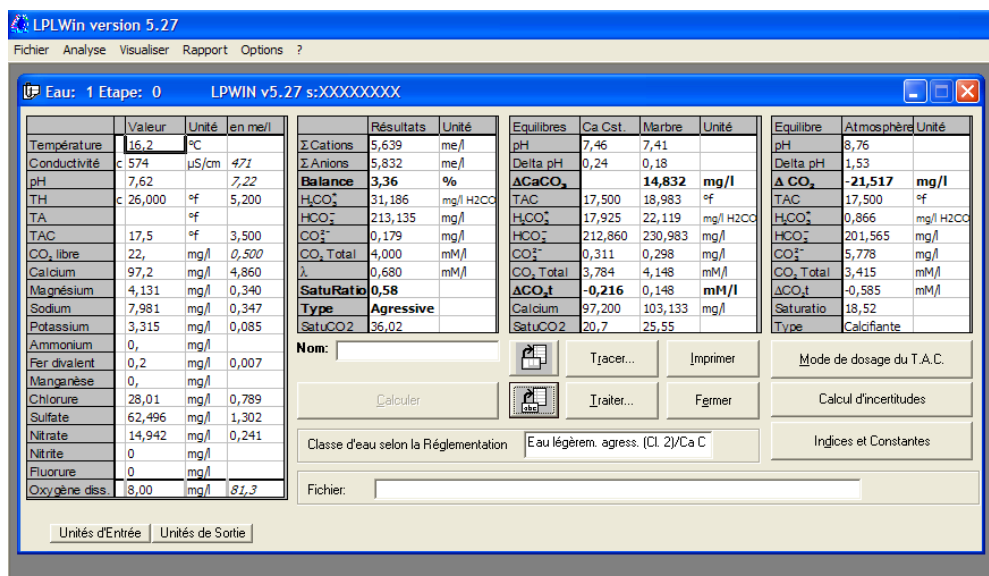 LPLWin version 5.27
Fichier Analyse Visualiser Rapport Options ?
Eau: 1 Etape: 0 LPWIN v5.27 s:XXXXXXXX
Valeur Unité en me/l
Température 16,2 °C
Conductivité c 574 µS/cm 471
pH 7,62 7,22
TH c 26,000 °f 5,200
TA °f
TAC 17,5 °f 3,500
CO₂ libre 22, mg/l 0,500
Calcium 97,2 mg/l 4,860
Magnésium 4,131 mg/l 0,340
Sodium 7,981 mg/l 0,347
Potassium 3,315 mg/l 0,085
Ammonium 0, mg/l
Fer divalent 0,2 mg/l 0,007
Manganèse 0, mg/l
Chlorure 28,01 mg/l 0,789
Sulfate 62,496 mg/l 1,302
Nitrate 14,942 mg/l 0,241
Nitrite 0 mg/l
Fluorure 0 mg/l
Oxygène diss. 8,00 mg/l 81,3
Unités d'Entrée Unités de Sortie
Résultats Unité
ΣCations 5,639 me/l
ΣAnions 5,832 me/l
Balance 3,36 %
H₂CO₃* 31,186 mg/l H2CO
HCO₃⁻ 213,135 mg/l
CO₃²⁻ 0,179 mg/l
CO₂ Total 4,000 mM/l
λ 0,680 mM/l
SatuRatio 0,58
Type Agressive
SatuCO2 36,02
Equilibres Ca Cst. Marbre Unité
pH 7,46 7,41
Delta pH 0,24 0,18
ΔCaCO₃ 14,832 mg/l
TAC 17,500 18,983 °f
H₂CO₃* 17,925 22,119 mg/l H2CO
HCO₃⁻ 212,860 230,983 mg/l
CO₃²⁻ 0,311 0,298 mg/l
CO₂ Total 3,784 4,148 mM/l
ΔCO₂t -0,216 0,148 mM/l
Calcium 97,200 103,133 mg/l
SatuCO2 20,7 25,55
Equilibre Atmosphère Unité
pH 8,76
Delta pH 1,53
Δ CO₂ -21,517 mg/l
TAC 17,500 °f
H₂CO₃* 0,866 mg/l H2CO
HCO₃⁻ 201,565 mg/l
CO₃²⁻ 5,778 mg/l
CO₂ Total 3,415 mM/l
ΔCO₂t -0,585 mM/l
Saturatio 18,52
Type Calcifiante
Nom:
Tracer... Imprimer Mode de dosage du T.A.C.
Calculer abc Traiter... Fermer Calcul d'incertitudes
Classe d'eau selon la Réglementation Eau légèrem. agress. (Cl. 2)/Ca C Indices et Constantes
Fichier: